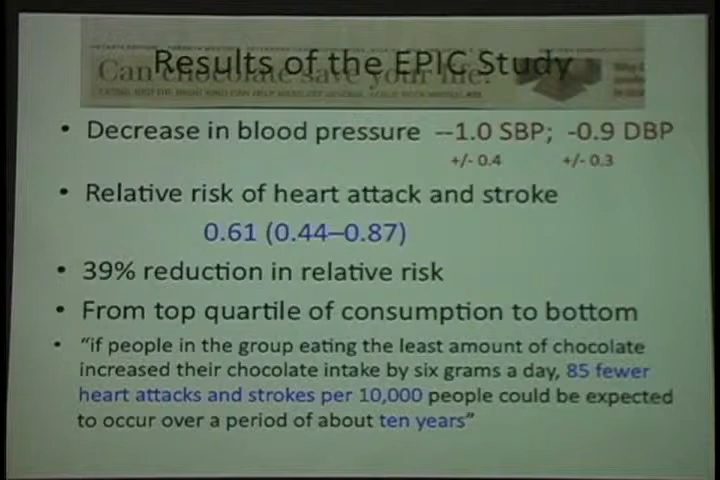 Results of the EPIC Study
Can chocolate save your life?
• Decrease in blood pressure --1.0 SBP; -0.9 DBP
+/- 0.4 +/- 0.3
• Relative risk of heart attack and stroke
0.61 (0.44–0.87)
• 39% reduction in relative risk
• From top quartile of consumption to bottom
• “if people in the group eating the least amount of chocolate
increased their chocolate intake by six grams a day, 85 fewer
heart attacks and strokes per 10,000 people could be expected
to occur over a period of about ten years”